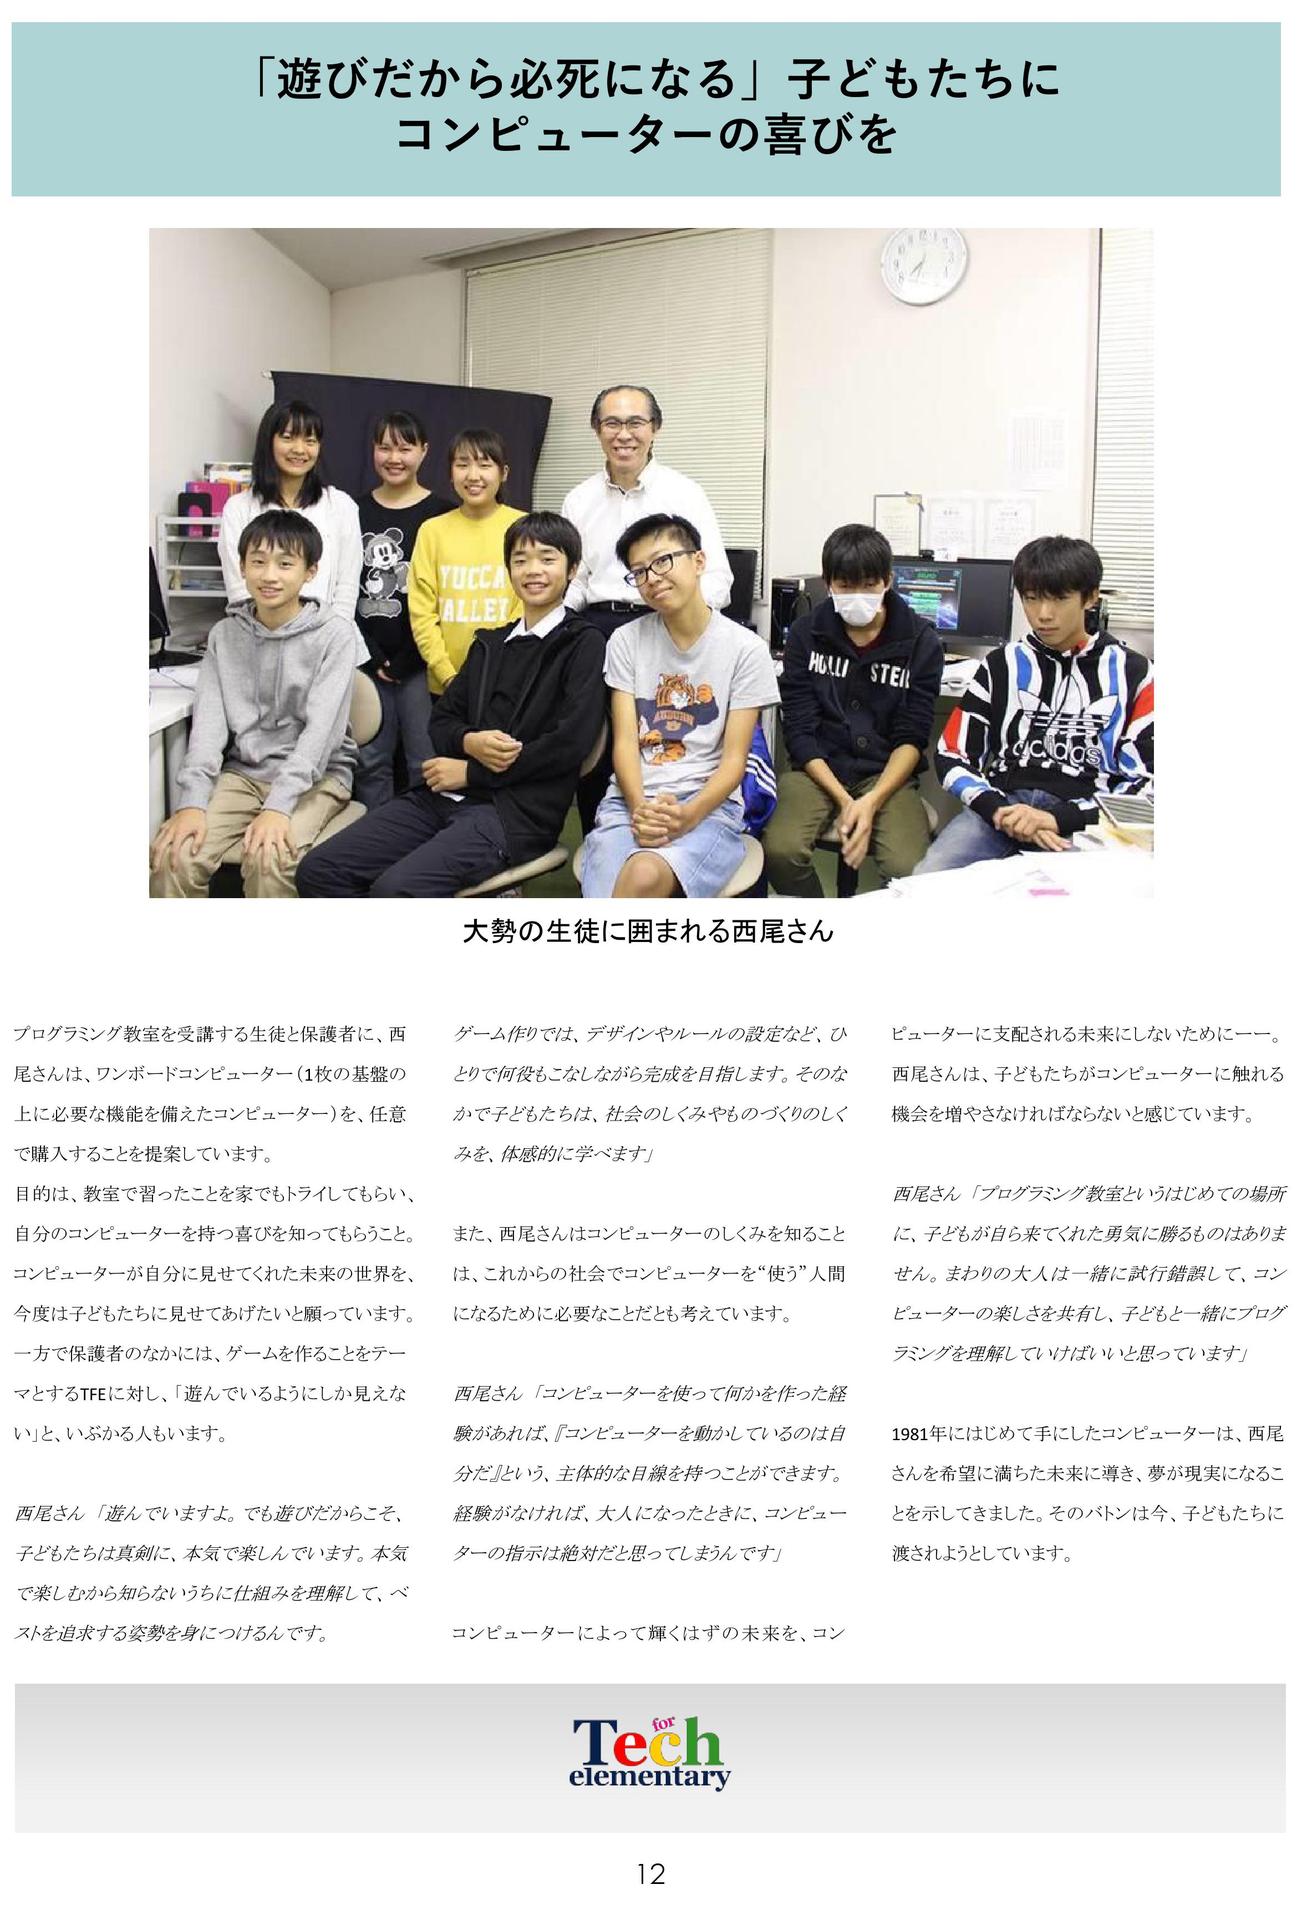 「遊びだから必死になる」子どもたちに
コンピューターの喜びを
YUCCA
VALLEY
HOLLISTER
AUBURN
adidas
大勢の生徒に囲まれる西尾さん
プログラミング教室を受講する生徒と保護者に、西
尾さんは、ワンボードコンピューター（1枚の基盤の
上に必要な機能を備えたコンピューター）を、任意
で購入することを提案しています。
目的は、教室で習ったことを家でもトライしてもらい、
自分のコンピューターを持つ喜びを知ってもらうこと。
コンピューターが自分に見せてくれた未来の世界を、
今度は子どもたちに見せてあげたいと願っています。
一方で保護者のなかには、ゲームを作ることをテー
マとするTFEに対し、「遊んでいるようにしか見えな
い」と、いぶかる人もいます。
西尾さん 「遊んでいますよ。でも遊びだからこそ、
子どもたちは真剣に、本気で楽しんでいます。本気
で楽しむから知らないうちに仕組みを理解して、ベ
ストを追求する姿勢を身につけるんです。
ゲーム作りでは、デザインやルールの設定など、ひ
とりで何役もこなしながら完成を目指します。そのな
かで子どもたちは、社会のしくみやものづくりのしく
みを、体感的に学べます」
また、西尾さんはコンピューターのしくみを知ること
は、これからの社会でコンピューターを“使う”人間
になるために必要なことだとも考えています。
西尾さん 「コンピューターを使って何かを作った経
験があれば、『コンピューターを動かしているのは自
分だ』という、主体的な目線を持つことができます。
経験がなければ、大人になったときに、コンピュー
ターの指示は絶対だと思ってしまうんです」
コンピューターによって輝くはずの未来を、コン
ピューターに支配される未来にしないためにーー。
西尾さんは、子どもたちがコンピューターに触れる
機会を増やさなければならないと感じています。
西尾さん 「プログラミング教室というはじめての場所
に、子どもが自ら来てくれた勇気に勝るものはありま
せん。まわりの大人は一緒に試行錯誤して、コン
ピューターの楽しさを共有し、子どもと一緒にプログ
ラミングを理解していけばいいと思っています」
1981年にはじめて手にしたコンピューターは、西尾
さんを希望に満ちた未来に導き、夢が現実になるこ
とを示してきました。そのバトンは今、子どもたちに
渡されようとしています。
Tech for
elementary
12